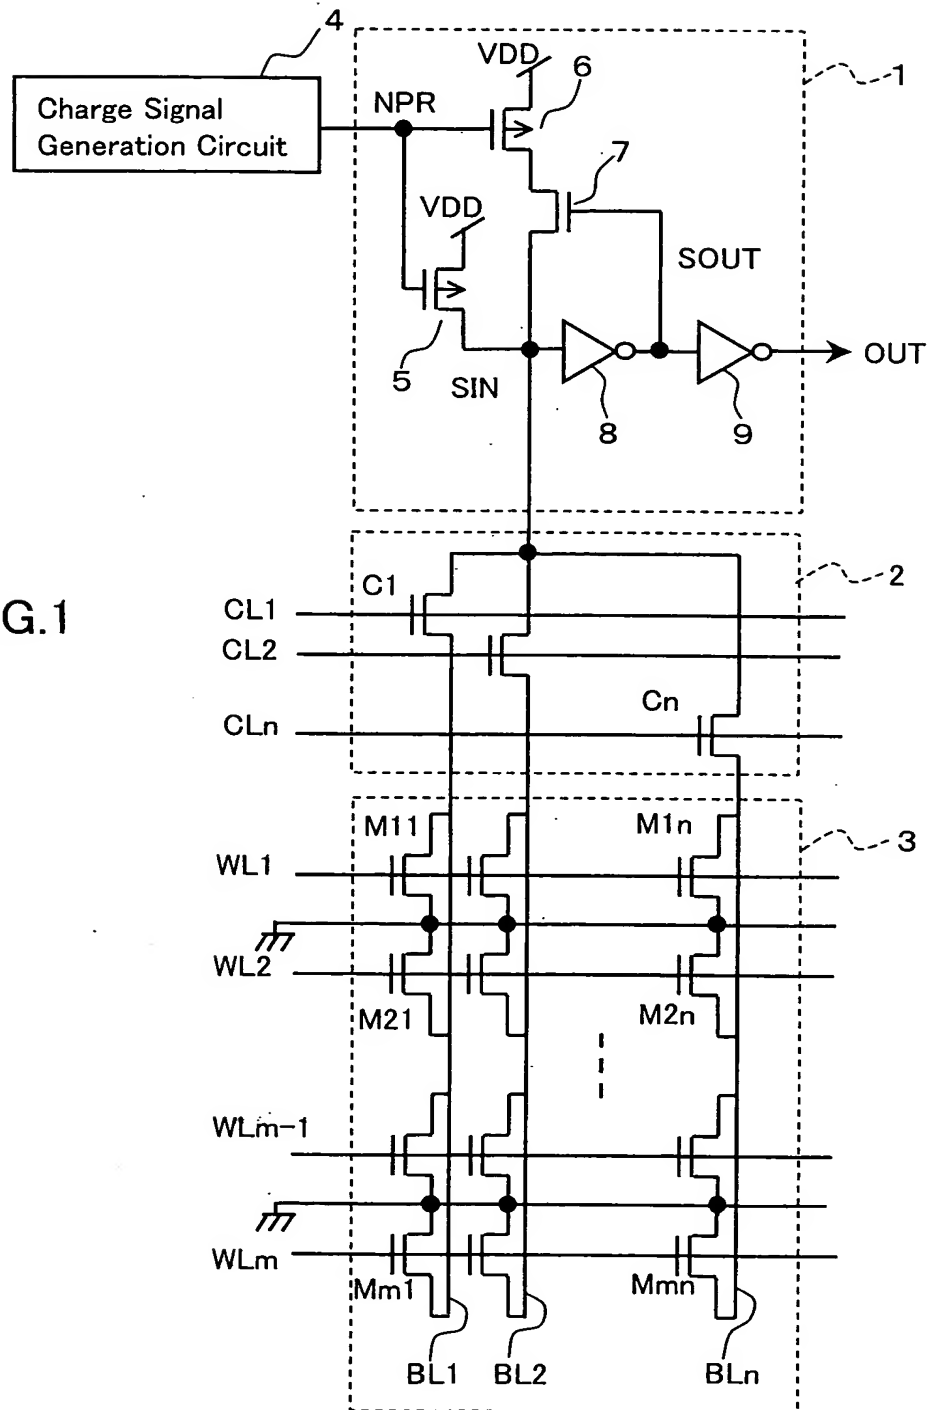 4
VDD
6
1
Charge Signal
Generation Circuit
NPR
7
VDD
SOUT
5
SIN
OUT
8
9
2
C1
G.1
CL1
CL2
Cn
CLn
M11
M1n
3
WL1
WL2
M21
M2n
WLm-1
WLm
Mm1
Mmn
BL1
BL2
BLn